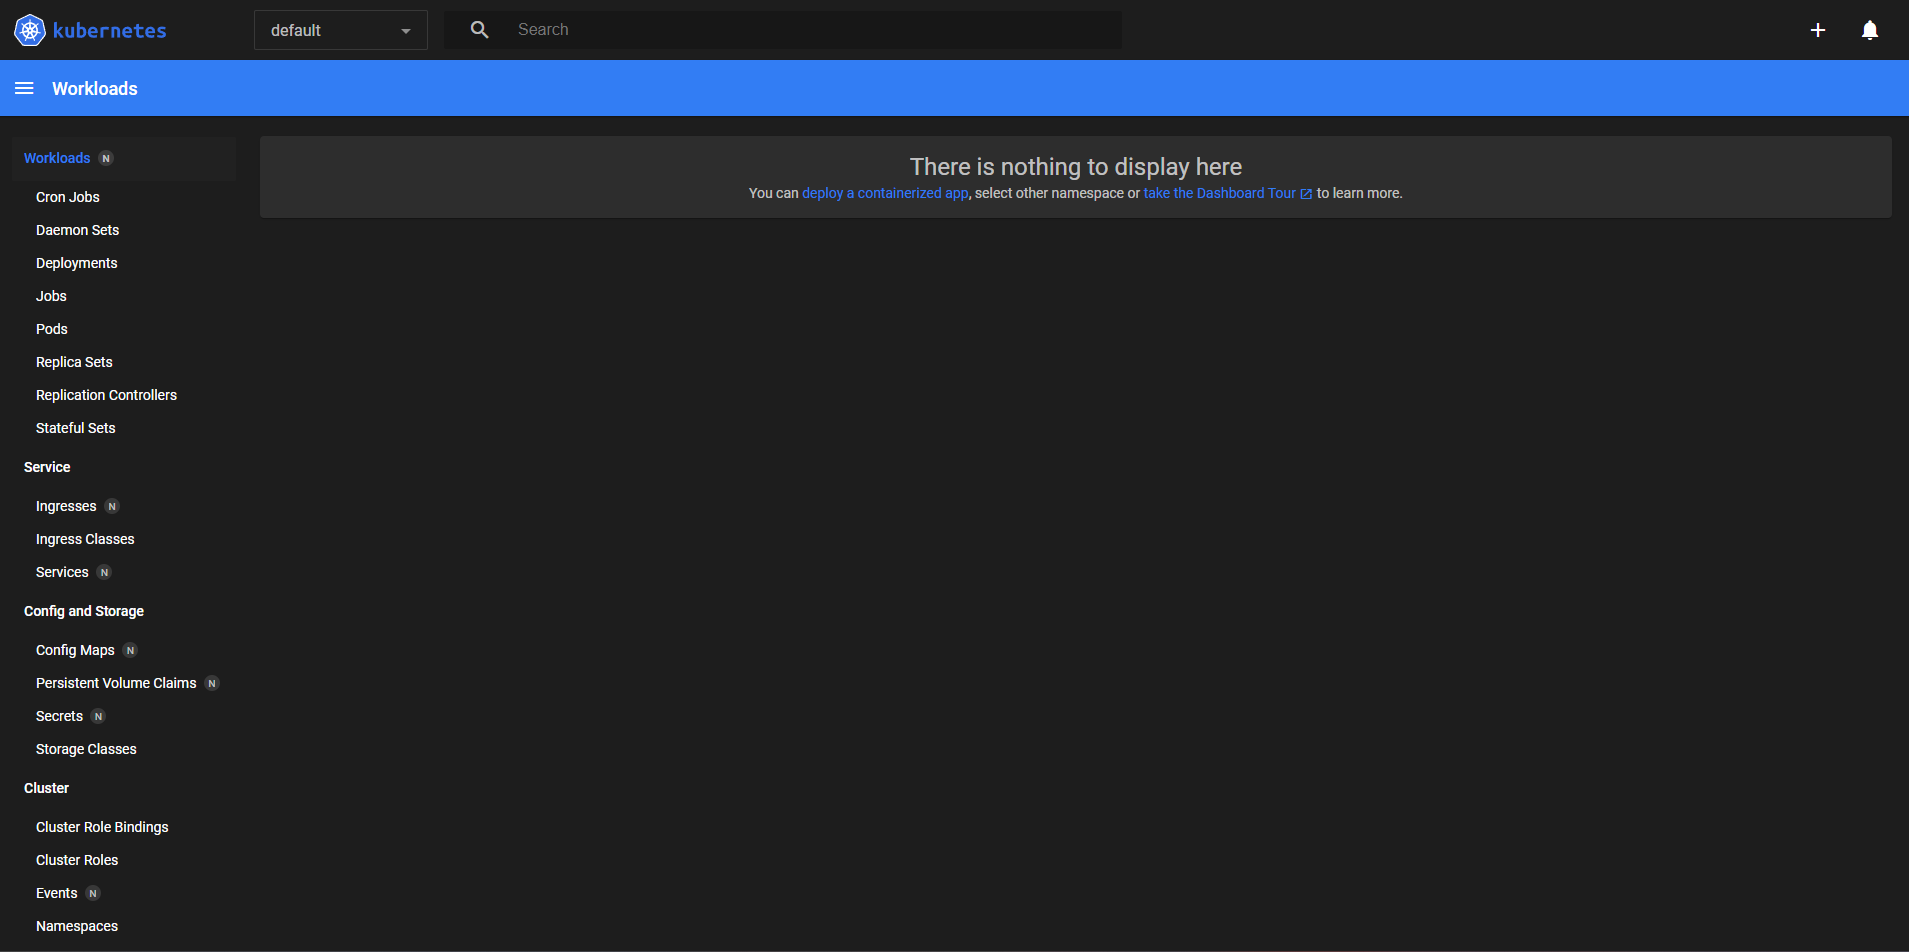 kubernetes
default
Search
Workloads
Workloads N
Cron Jobs
Daemon Sets
Deployments
Jobs
Pods
Replica Sets
Replication Controllers
Stateful Sets
Service
Ingresses N
Ingress Classes
Services N
Config and Storage
Config Maps N
Persistent Volume Claims N
Secrets N
Storage Classes
Cluster
Cluster Role Bindings
Cluster Roles
Events N
Namespaces
There is nothing to display here
You can deploy a containerized app, select other namespace or take the Dashboard Tour to learn more.